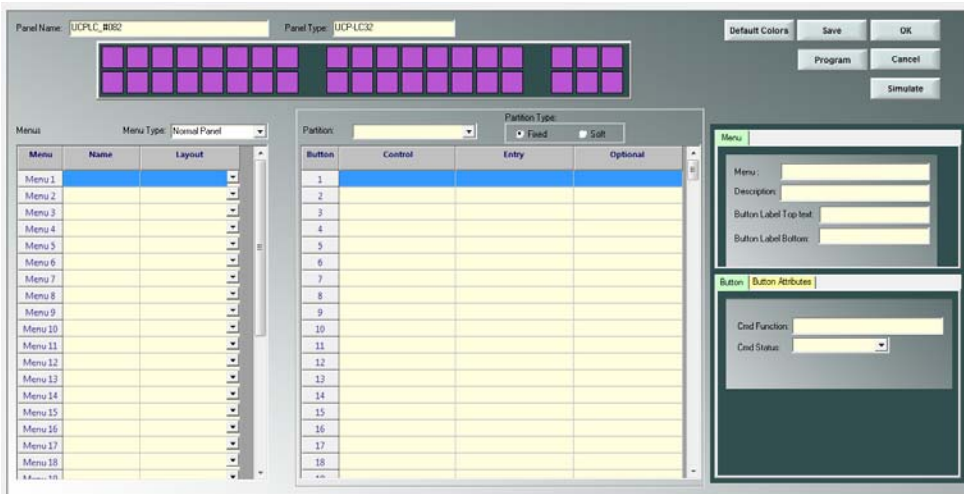 Panel Name: UCPLC_#082 Panel Type: UCP-LC32 Default Colors Save OK
Program Cancel
Simulate
Menus Menu Type: Normal Panel Partition: Partition Type: Fixed Soft
Menu Name Layout Button Control Entry Optional
Menu 1 1
Menu 2 2
Menu 3 3
Menu 4 4
Menu 5 5
Menu 6 6
Menu 7 7
Menu 8 8
Menu 9 9
Menu 10 10
Menu 11 11
Menu 12 12
Menu 13 13
Menu 14 14
Menu 15 15
Menu 16 16
Menu 17 17
Menu 18 18
Menu
Menu :
Description:
Button Label Top text
Button Label Bottom:
Button Button Attributes
Cmd Function:
Cmd Status: